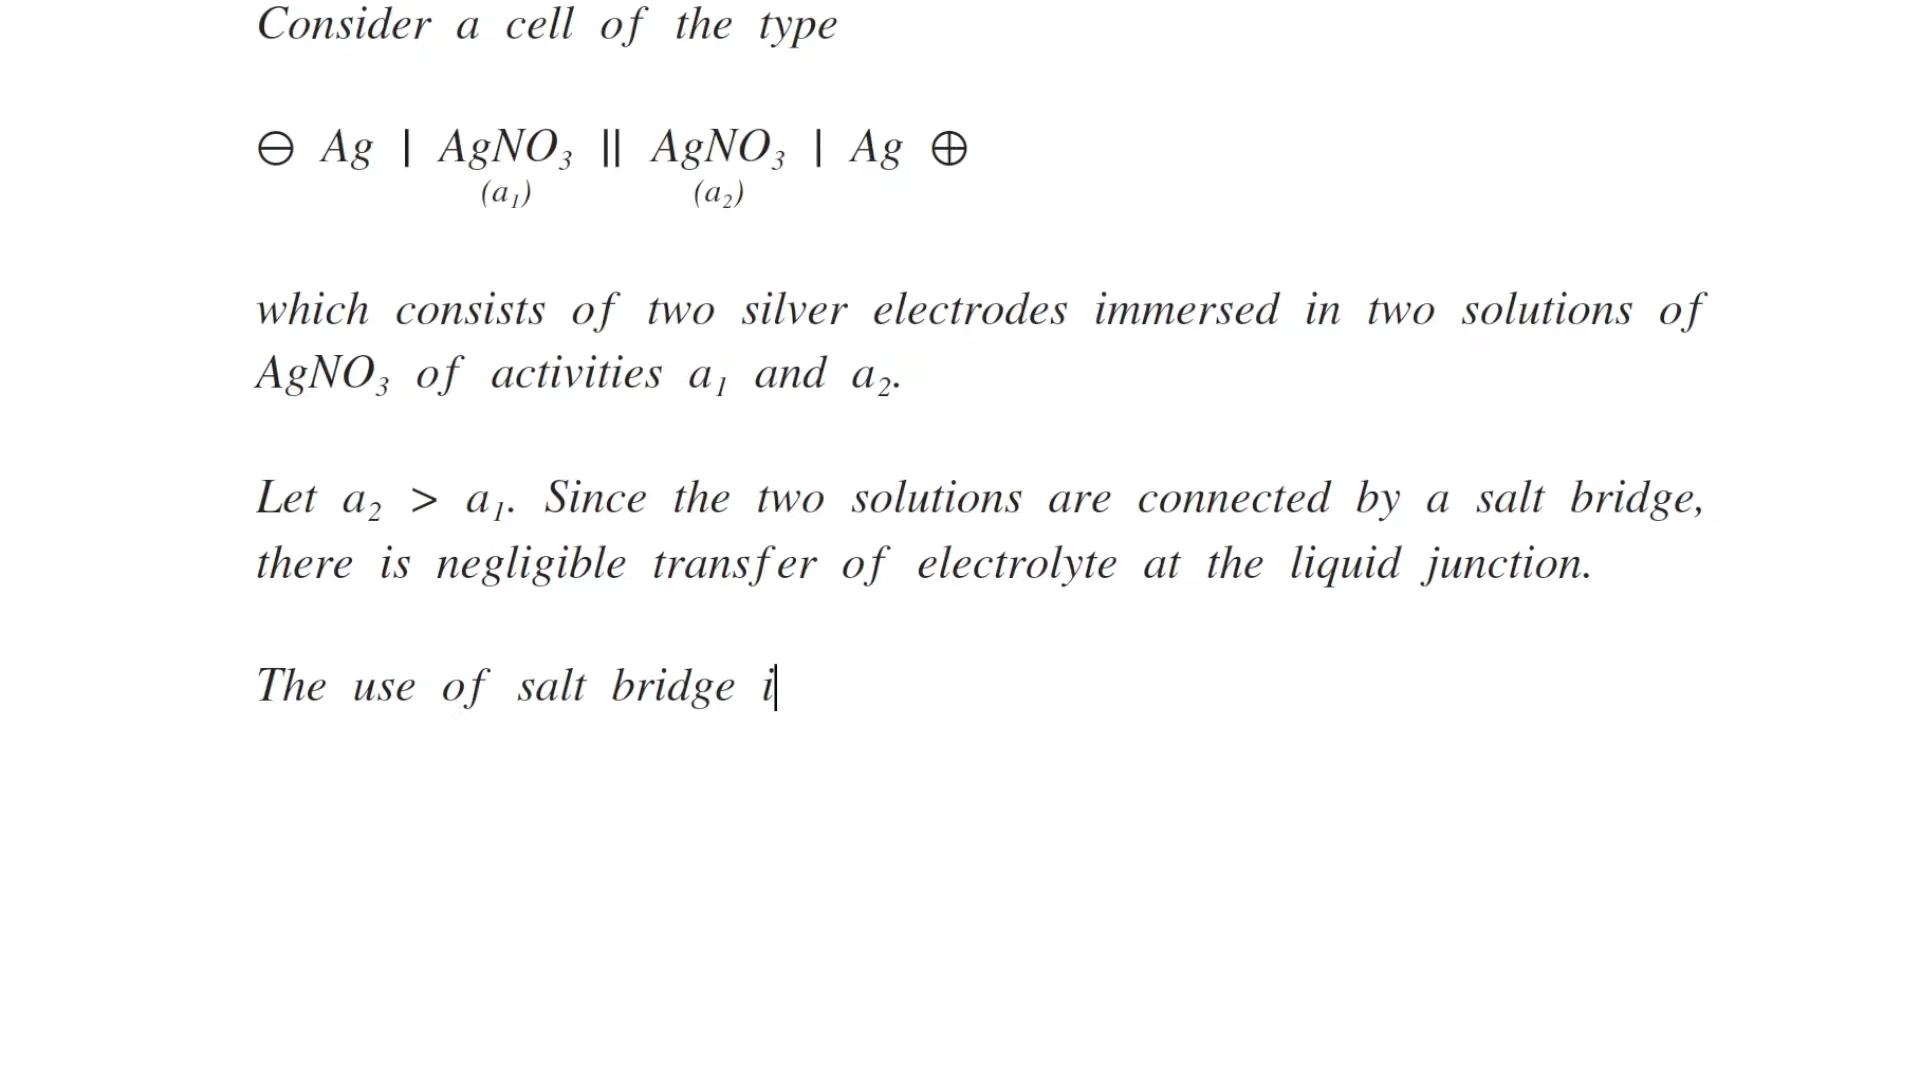 Consider a cell of the type
⊖ Ag | AgNO₃ || AgNO₃ | Ag ⊕
(a₁) (a₂)
which consists of two silver electrodes immersed in two solutions of
AgNO₃ of activities a₁ and a₂.
Let a₂ > a₁. Since the two solutions are connected by a salt bridge,
there is negligible transfer of electrolyte at the liquid junction.
The use of salt bridge i